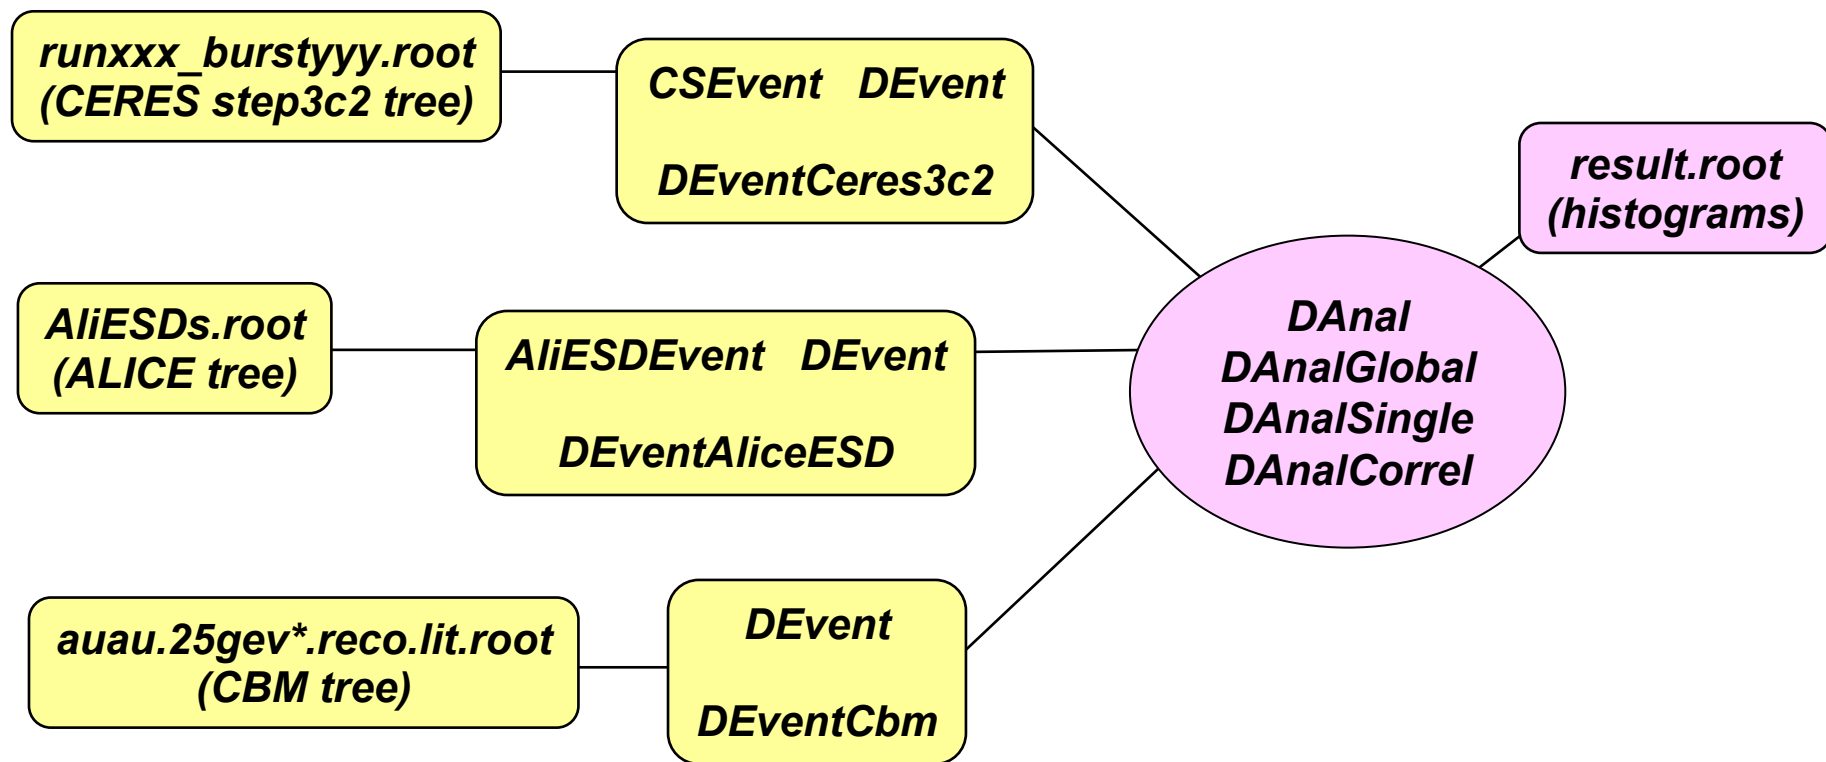 runxxx_burstyyy.root
(CERES step3c2 tree)
CSEvent DEvent
DEventCeres3c2
result.root
(histograms)
AliESDs.root
(ALICE tree)
AliESDEvent DEvent
DEventAliceESD
DAnal
DAnalGlobal
DAnalSingle
DAnalCorrel
auau.25gev*.reco.lit.root
(CBM tree)
DEvent
DEventCbm